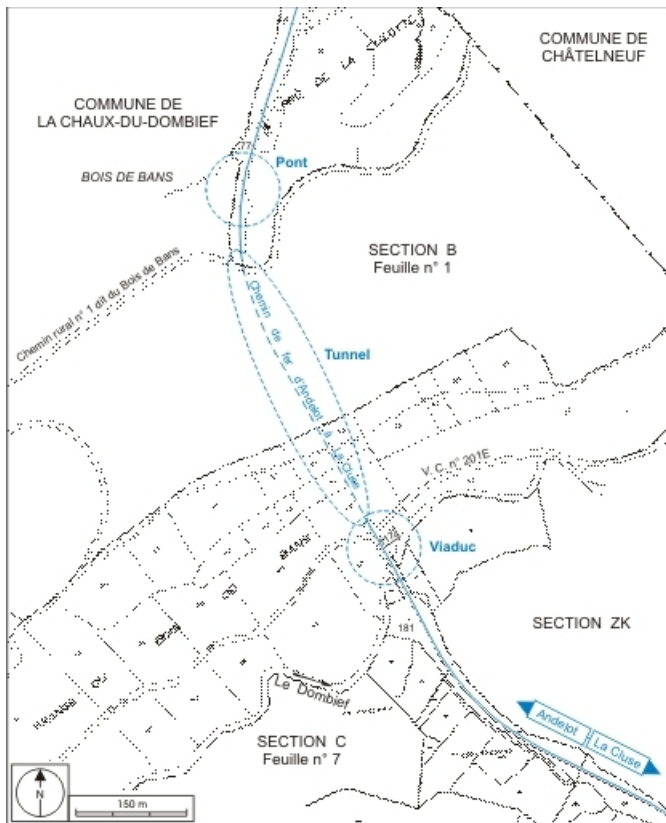 COMMUNE DE
CHÂTELNEUF
COMMUNE DE
LA CHAUX-DU-DOMBIEF
77
Pont
BOIS DE BANS
SECTION B
Feuille n° 1
Chemin rural n° 1 dit du Bois de Bans
Chemin de fer d'Andelot à La Cluse
Tunnel
V. C. n° 201E
Viaduc
181
SECTION ZK
Le Dombief
SECTION C
Feuille n° 7
Andelot
La Cluse
N
150 m